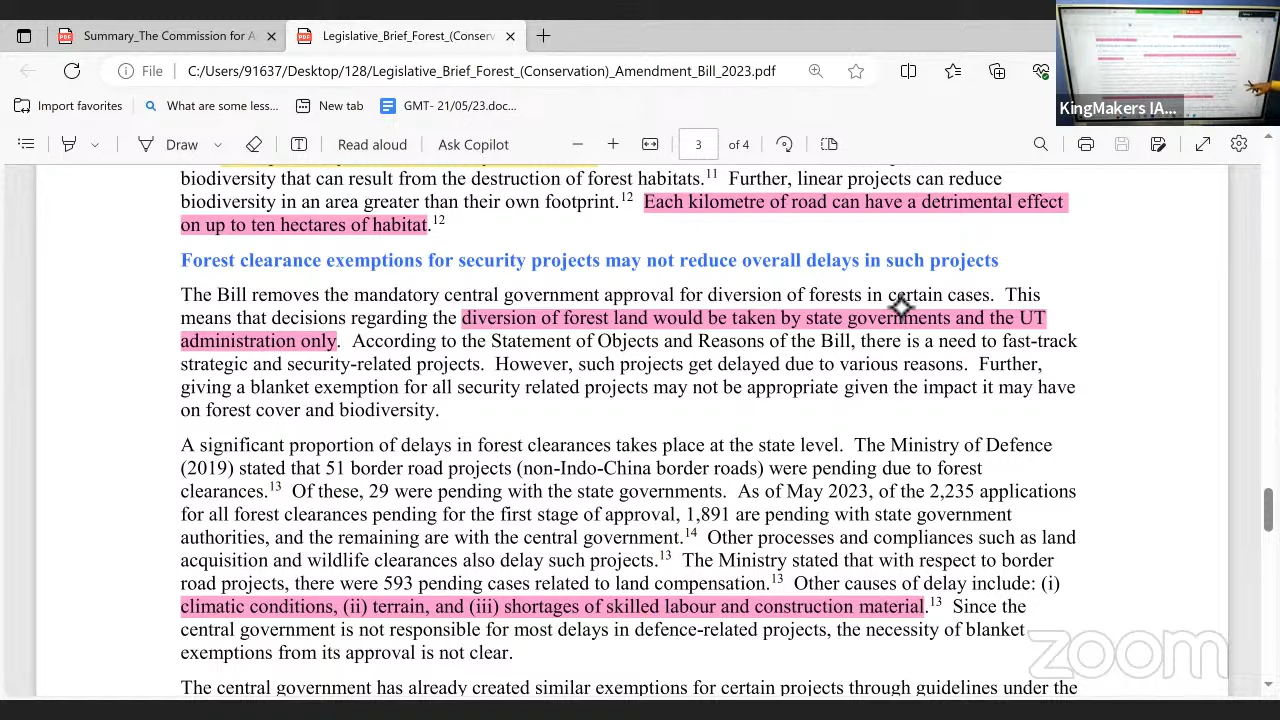 Summary_The Commission for A
Legislative_Brief_Forest_(Conserv
File
Import favorites
What are some less
KingMakers IA...
Draw
Read aloud
Ask Copilot
3
of 4
biodiversity that can result from the destruction of forest habitats.11 Further, linear projects can reduce
biodiversity in an area greater than their own footprint.12 Each kilometre of road can have a detrimental effect
on up to ten hectares of habitat.12
Forest clearance exemptions for security projects may not reduce overall delays in such projects
The Bill removes the mandatory central government approval for diversion of forests in certain cases. This
means that decisions regarding the diversion of forest land would be taken by state governments and the UT
administration only. According to the Statement of Objects and Reasons of the Bill, there is a need to fast-track
strategic and security-related projects. However, such projects get delayed due to various reasons. Further,
giving a blanket exemption for all security related projects may not be appropriate given the impact it may have
on forest cover and biodiversity.
A significant proportion of delays in forest clearances takes place at the state level. The Ministry of Defence
(2019) stated that 51 border road projects (non-Indo-China border roads) were pending due to forest
clearances.13 Of these, 29 were pending with the state governments. As of May 2023, of the 2,235 applications
for all forest clearances pending for the first stage of approval, 1,891 are pending with state government
authorities, and the remaining are with the central government.14 Other processes and compliances such as land
acquisition and wildlife clearances also delay such projects.13 The Ministry stated that with respect to border
road projects, there were 593 pending cases related to land compensation.13 Other causes of delay include: (i)
climatic conditions, (ii) terrain, and (iii) shortages of skilled labour and construction material.13 Since the
central government is not responsible for most delays in defence-related projects, the necessity of blanket
exemptions from its approval is not clear.
zoom
The central government has already created similar exemptions for certain projects through guidelines under the